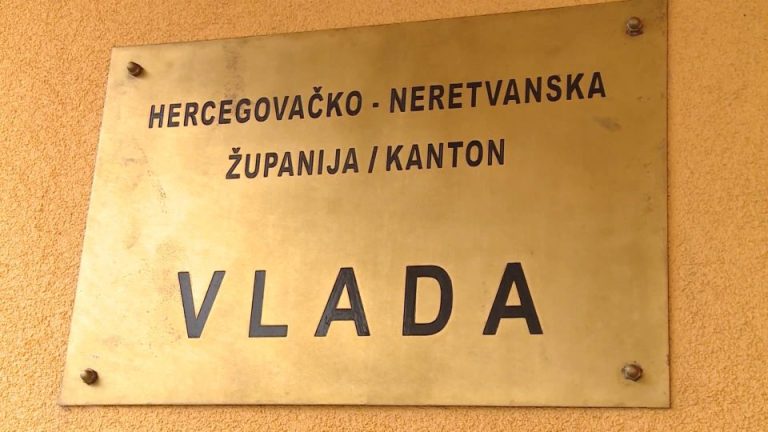 HERCEGOVAČKO - NERETVANSKA
ŽUPANIJA / KANTON
VLADA